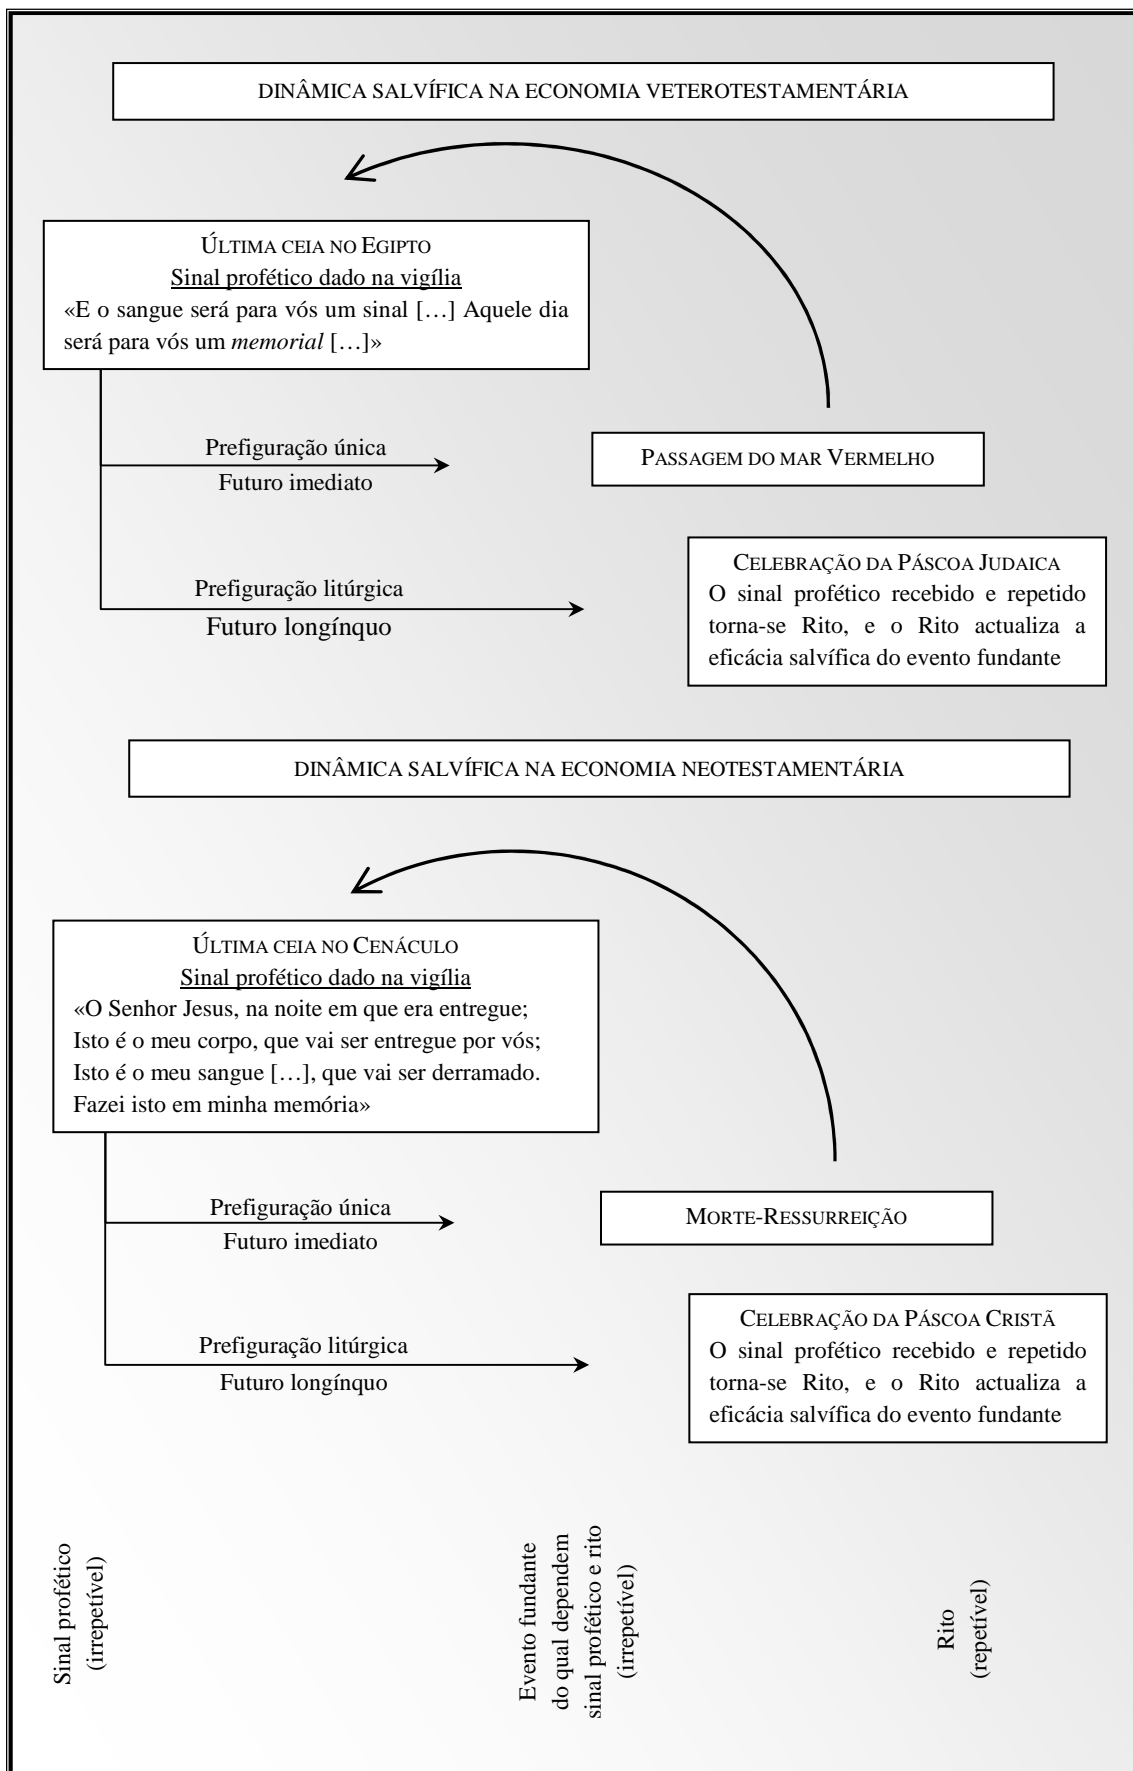 DINÂMICA SALVÍFICA NA ECONOMIA VETEROTESTAMENTÁRIA
ÚLTIMA CEIA NO EGIPTO
Sinal profético dado na vigília
«E o sangue será para vós um sinal […] Aquele dia
será para vós um memorial […]»
Prefiguração única
Futuro imediato
PASSAGEM DO MAR VERMELHO
Prefiguração litúrgica
Futuro longínquo
CELEBRAÇÃO DA PÁSCOA JUDAICA
O sinal profético recebido e repetido
torna-se Rito, e o Rito actualiza a
eficácia salvífica do evento fundante
DINÂMICA SALVÍFICA NA ECONOMIA NEOTESTAMENTÁRIA
ÚLTIMA CEIA NO CENÁCULO
Sinal profético dado na vigília
«O Senhor Jesus, na noite em que era entregue;
Isto é o meu corpo, que vai ser entregue por vós;
Isto é o meu sangue […], que vai ser derramado.
Fazei isto em minha memória»
Prefiguração única
Futuro imediato
MORTE-RESSURREIÇÃO
Prefiguração litúrgica
Futuro longínquo
CELEBRAÇÃO DA PÁSCOA CRISTÃ
O sinal profético recebido e repetido
torna-se Rito, e o Rito actualiza a
eficácia salvífica do evento fundante
Sinal profético
(irrepetível)
Evento fundante
do qual dependem
sinal profético e rito
(irrepetível)
Rito
(repetível)